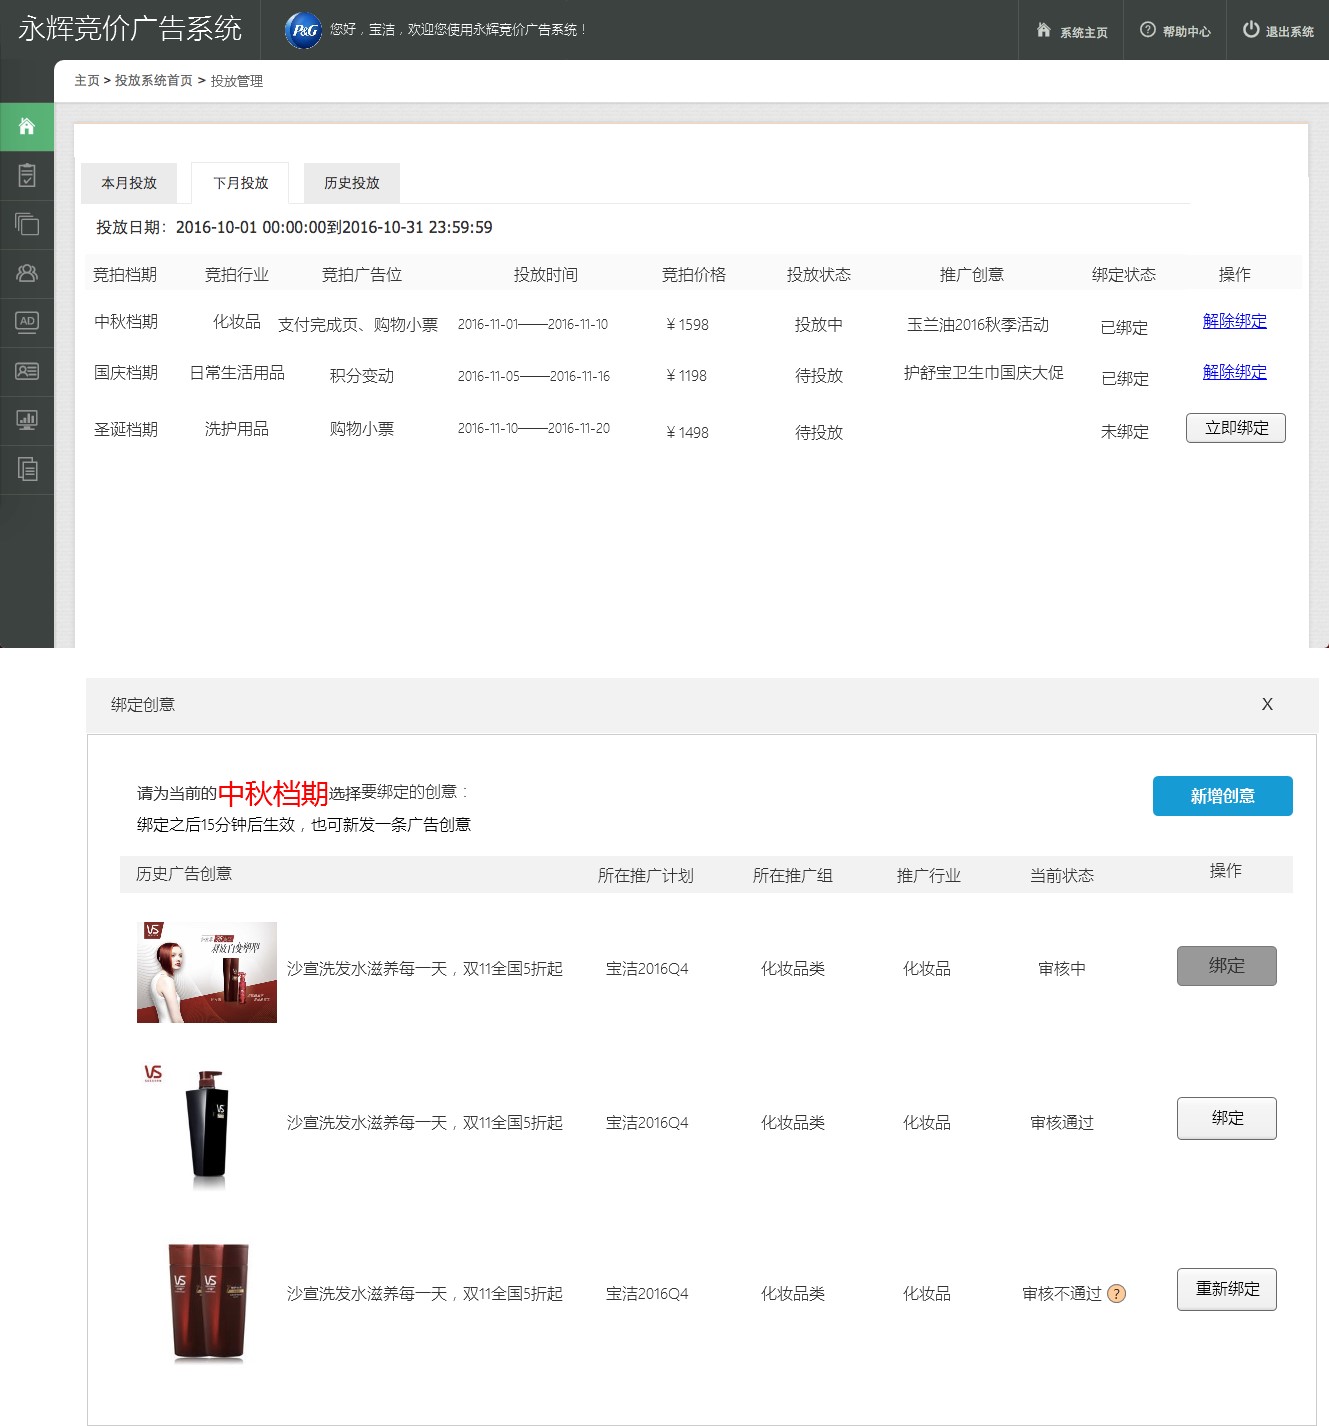 永辉竞价广告系统
P&G
您好，宝洁，欢迎您使用永辉竞价广告系统！
系统主页
帮助中心
退出系统
主页 > 投放系统首页 > 投放管理
本月投放 下月投放 历史投放
投放日期：2016-10-01 00:00:00到2016-10-31 23:59:59
竞拍档期 竞拍行业 竞拍广告位 投放时间 竞拍价格 投放状态 推广创意 绑定状态 操作
中秋档期 化妆品 支付完成页、购物小票 2016-11-01——2016-11-10 ￥1598 投放中 玉兰油2016秋季活动 已绑定 解除绑定
国庆档期 日常生活用品 积分变动 2016-11-05——2016-11-16 ￥1198 待投放 护舒宝卫生巾国庆大促 已绑定 解除绑定
圣诞档期 洗护用品 购物小票 2016-11-10——2016-11-20 ￥1498 待投放 未绑定 立即绑定
AD
绑定创意 X
请为当前的中秋档期选择要绑定的创意：
新增创意
绑定之后15分钟后生效，也可新发一条广告创意
历史广告创意 所在推广计划 所在推广组 推广行业 当前状态 操作
VS
沙宣洗发水滋养每一天，双11全国5折起 宝洁2016Q4 化妆品类 化妆品 审核中 绑定
VS
VS
沙宣洗发水滋养每一天，双11全国5折起 宝洁2016Q4 化妆品类 化妆品 审核通过 绑定
VS VS
沙宣洗发水滋养每一天，双11全国5折起 宝洁2016Q4 化妆品类 化妆品 审核不通过 ? 重新绑定